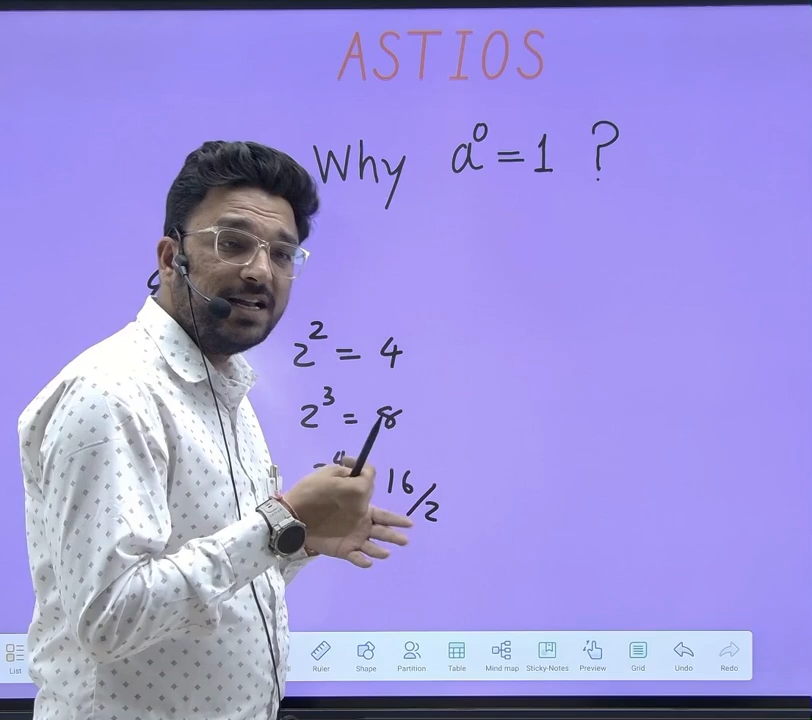 ASTIOS
Why a⁰ = 1 ?
2² = 4
2³ = 8
⁴ 16/2
List Ruler Shape Partition Table Mind map Sticky-Notes Preview Grid Undo Redo